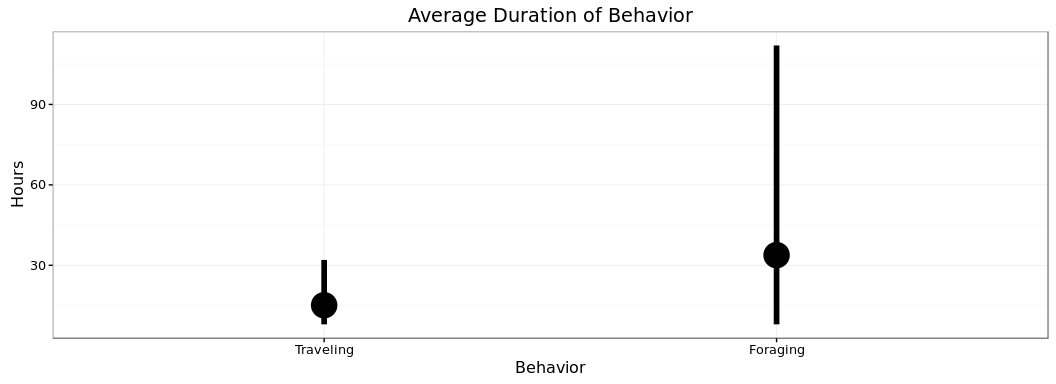 Average Duration of Behavior
Hours
90
60
30
Traveling
Foraging
Behavior